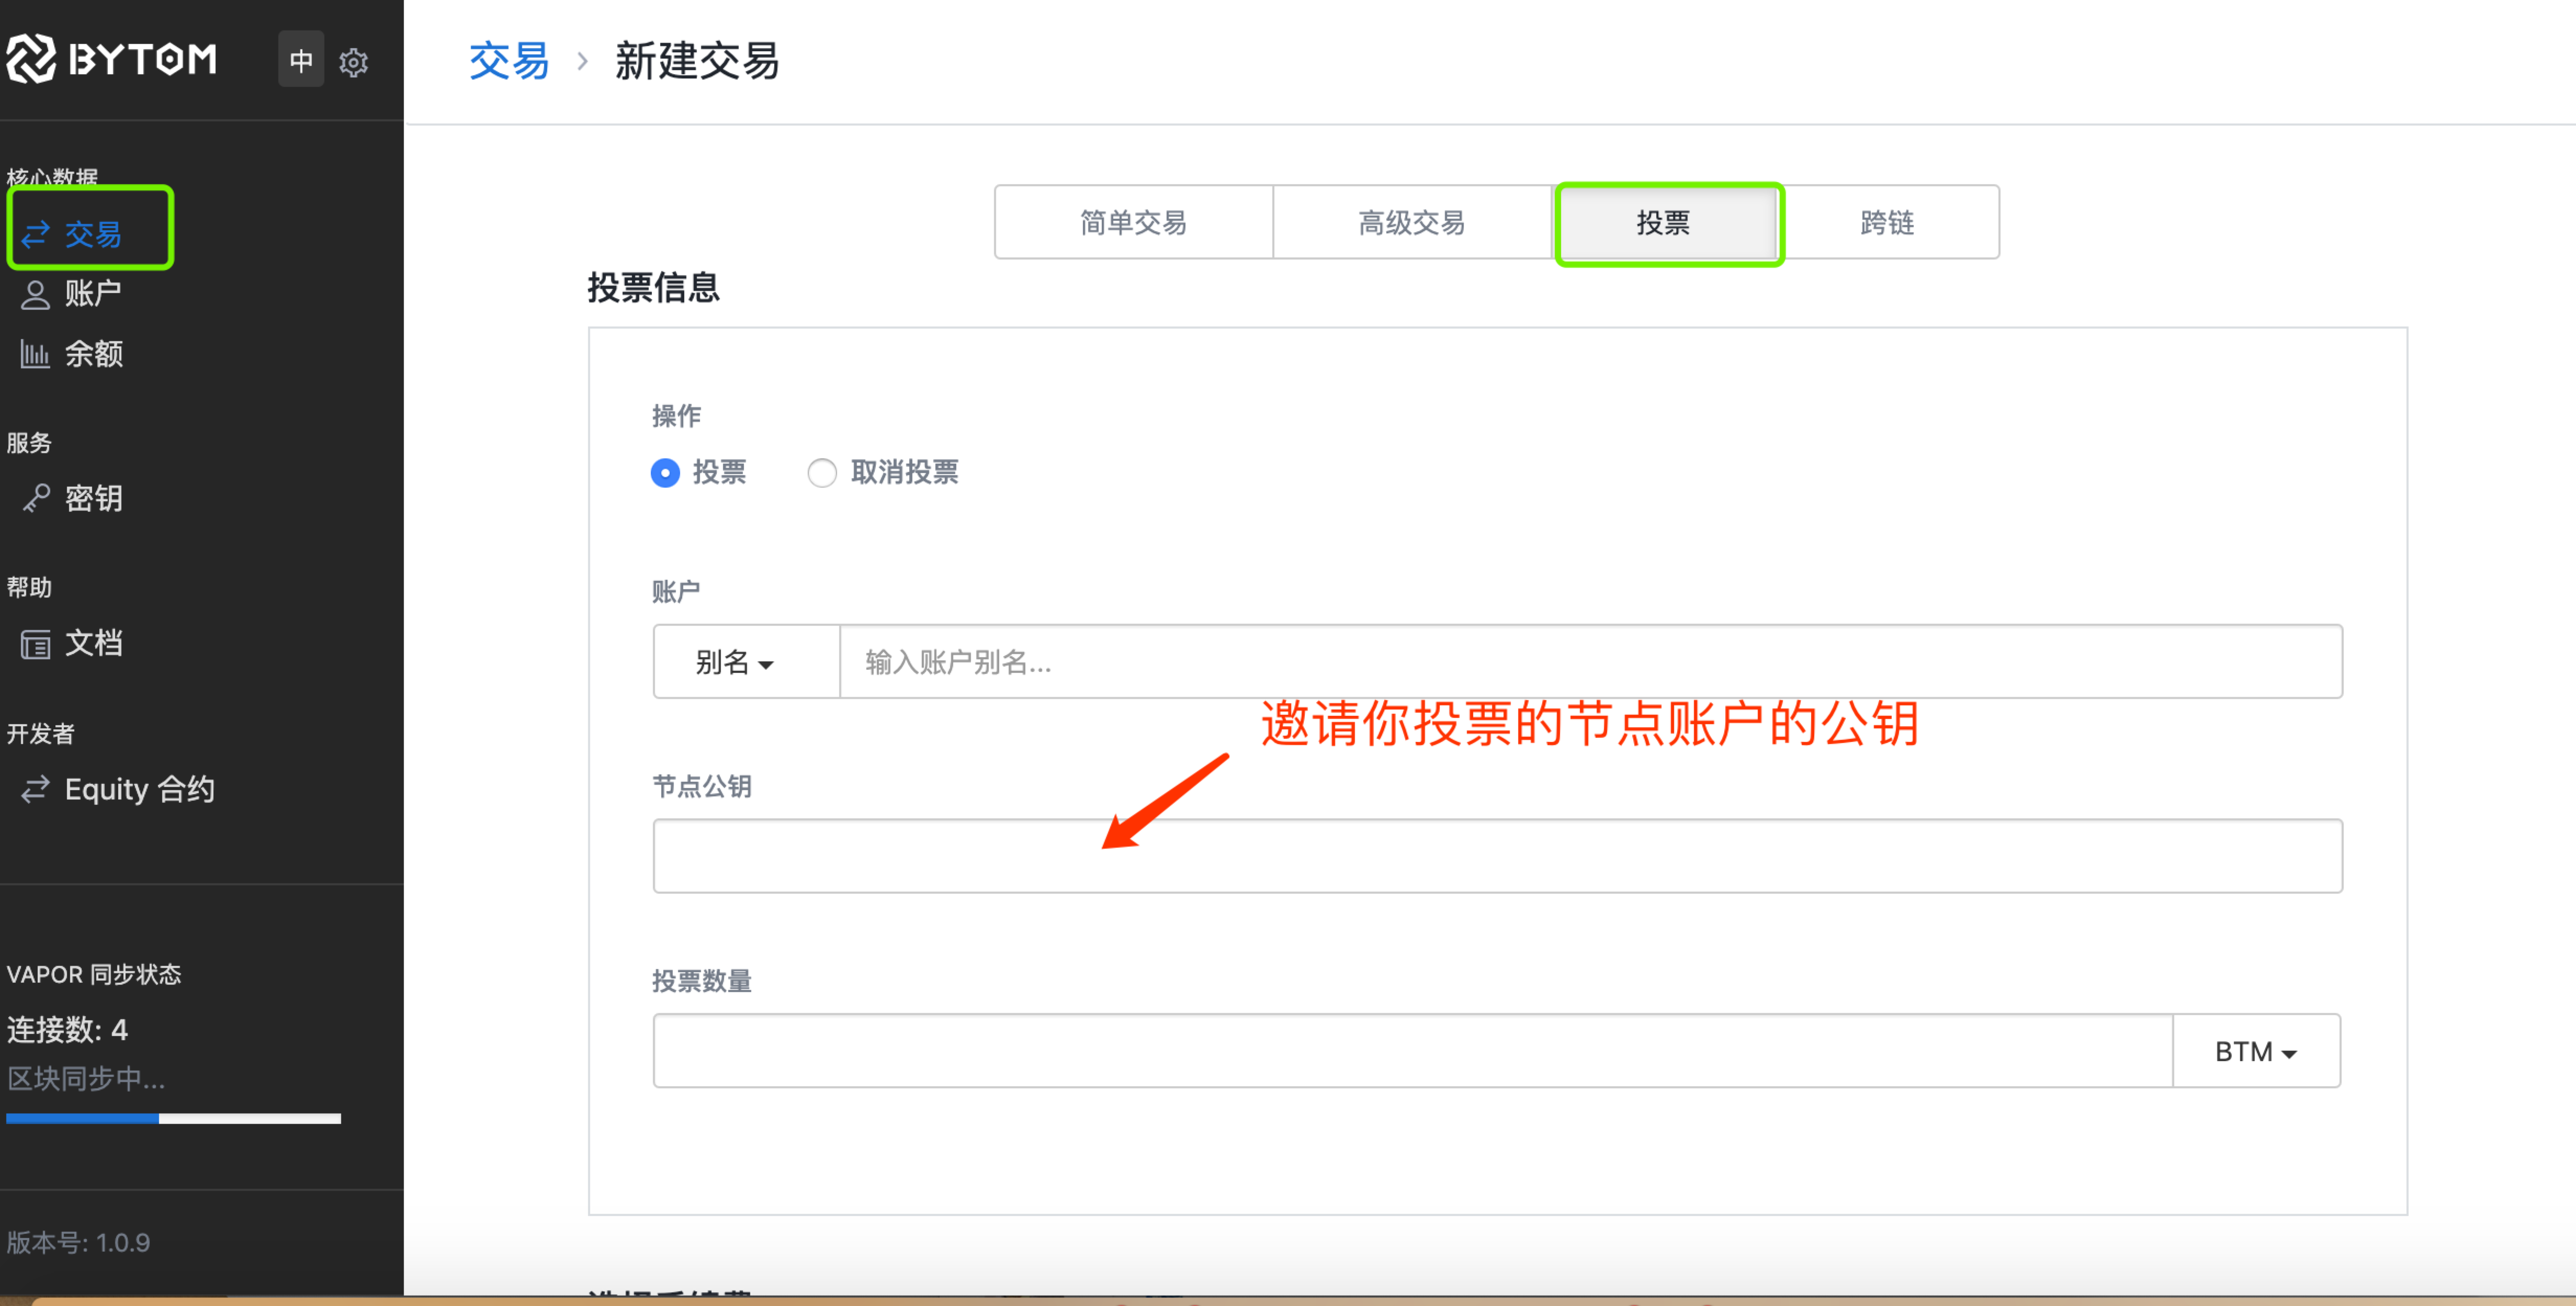 BYTOM
中
核心数据
交易
账户
余额
服务
密钥
帮助
文档
开发者
Equity 合约
VAPOR 同步状态
连接数: 4
区块同步中...
版本号: 1.0.9
交易 › 新建交易
简单交易 高级交易 投票 跨链
投票信息
操作
投票 取消投票
账户
别名 输入账户别名...
邀请你投票的节点账户的公钥
节点公钥
投票数量
BTM